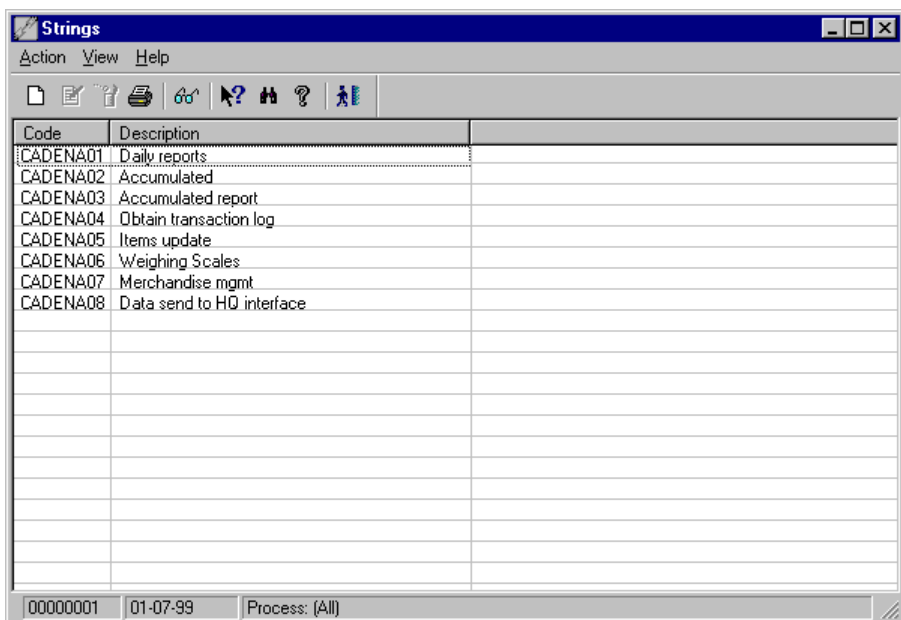 Strings
Action View Help
Code Description
CADENA01 Daily reports
CADENA02 Accumulated
CADENA03 Accumulated report
CADENA04 Obtain transaction log
CADENA05 Items update
CADENA06 Weighing Scales
CADENA07 Merchandise mgmt
CADENA08 Data send to HQ interface
00000001 01-07-99 Process: (All)